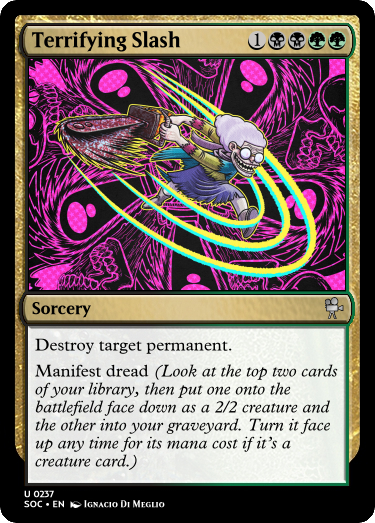 Terrifying Slash 1
Sorcery
Destroy target permanent.
Manifest dread (Look at the top two cards
of your library, then put one onto the
battlefield face down as a 2/2 creature and
the other into your graveyard. Turn it face
up any time for its mana cost if it's a
creature card.)
U 0237
SOC • EN Ignacio Di Meglio